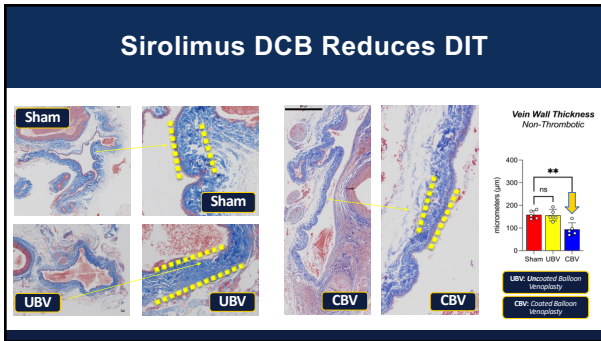 Sirolimus DCB Reduces DIT
Sham
Sham
UBV
UBV
CBV
CBV
Vein Wall Thickness
Non-Thrombotic
micrometers (μm)
400
300
200
100
0
**
ns
Sham UBV CBV
UBV: Uncoated Balloon
Venoplasty
CBV: Coated Balloon
Venoplasty